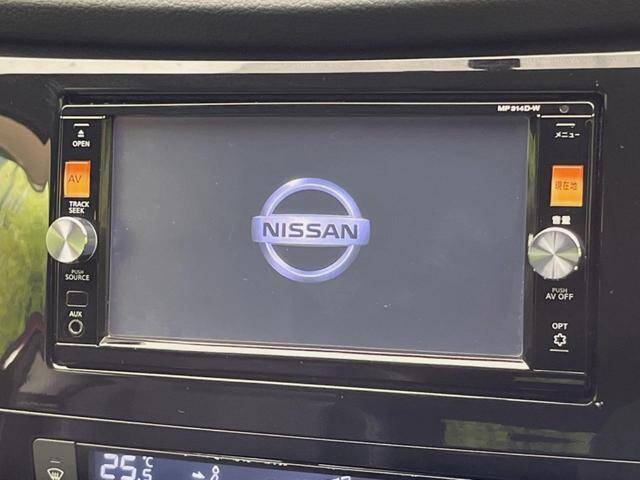 MP314D-W
OPEN
メニュー
AV
現在地
TRACK
SEEK
音量
NISSAN
PUSH
SOURCE
PUSH
AV OFF
AUX
OPT
25.5
°C